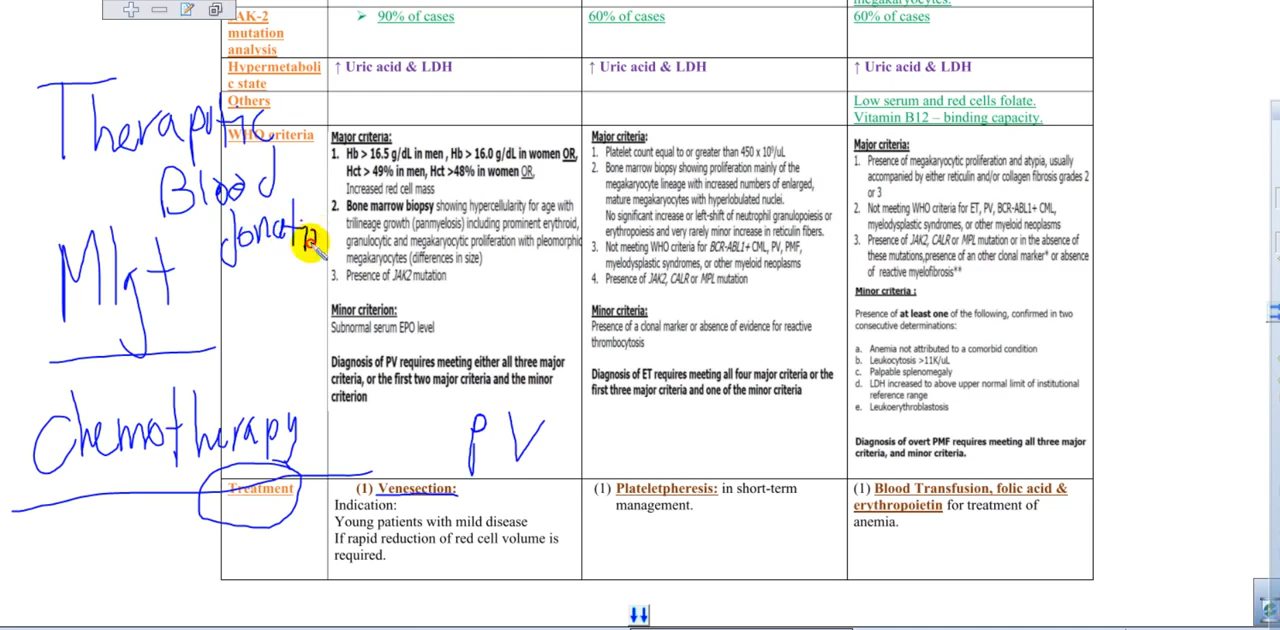 megakaryocytes.
JAK-2
mutation
analysis
➢ 90% of cases
60% of cases
60% of cases
Hypermetaboli
c state
↑ Uric acid & LDH
↑ Uric acid & LDH
↑ Uric acid & LDH
Others
Low serum and red cells folate.
Vitamin B12 – binding capacity.
WHO criteria
Major criteria:
1. Hb > 16.5 g/dL in men , Hb > 16.0 g/dL in women OR,
Hct > 49% in men, Hct >48% in women OR,
Increased red cell mass
2. Bone marrow biopsy showing hypercellularity for age with
trilineage growth (panmyelosis) including prominent erythroid,
granulocytic and megakaryocytic proliferation with pleomorphic
megakaryocytes (differences in size)
3. Presence of JAK2 mutation
Minor criterion:
Subnormal serum EPO level
Diagnosis of PV requires meeting either all three major
criteria, or the first two major criteria and the minor
criterion
Major criteria:
1. Platelet count equal to or greater than 450 x 10⁹/uL
2. Bone marrow biopsy showing proliferation mainly of the
megakaryocyte lineage with increased numbers of enlarged,
mature megakaryocytes with hyperlobulated nuclei.
No significant increase or left-shift of neutrophil granulopoiesis or
erythropoiesis and very rarely minor increase in reticulin fibers.
3. Not meeting WHO criteria for BCR-ABL1+ CML, PV, PMF,
myelodysplastic syndromes, or other myeloid neoplasms
4. Presence of JAK2, CALR or MPL mutation
Minor criteria:
Presence of a clonal marker or absence of evidence for reactive
thrombocytosis
Diagnosis of ET requires meeting all four major criteria or the
first three major criteria and one of the minor criteria
Major criteria:
1. Presence of megakaryocytic proliferation and atypia, usually
accompanied by either reticulin and/or collagen fibrosis grades 2
or 3
2. Not meeting WHO criteria for ET, PV, BCR-ABL1+ CML,
myelodysplastic syndromes, or other myeloid neoplasms
3. Presence of JAK2, CALR or MPL mutation or in the absence of
these mutations,presence of an other clonal marker* or absence
of reactive myelofibrosis**
Minor criteria :
Presence of at least one of the following, confirmed in two
consecutive determinations:
a. Anemia not attributed to a comorbid condition
b. Leukocytosis >11K/uL
c. Palpable splenomegaly
d. LDH increased to above upper normal limit of institutional
reference range
e. Leukoerythroblastosis
Diagnosis of overt PMF requires meeting all three major
criteria, and minor criteria.
Treatment
(1) Venesection:
Indication:
Young patients with mild disease
If rapid reduction of red cell volume is
required.
(1) Plateletpheresis: in short-term
management.
(1) Blood Transfusion, folic acid &
erythropoietin for treatment of
anemia.
Theraputic
Blood
Mgt
Chemotherapy
PV